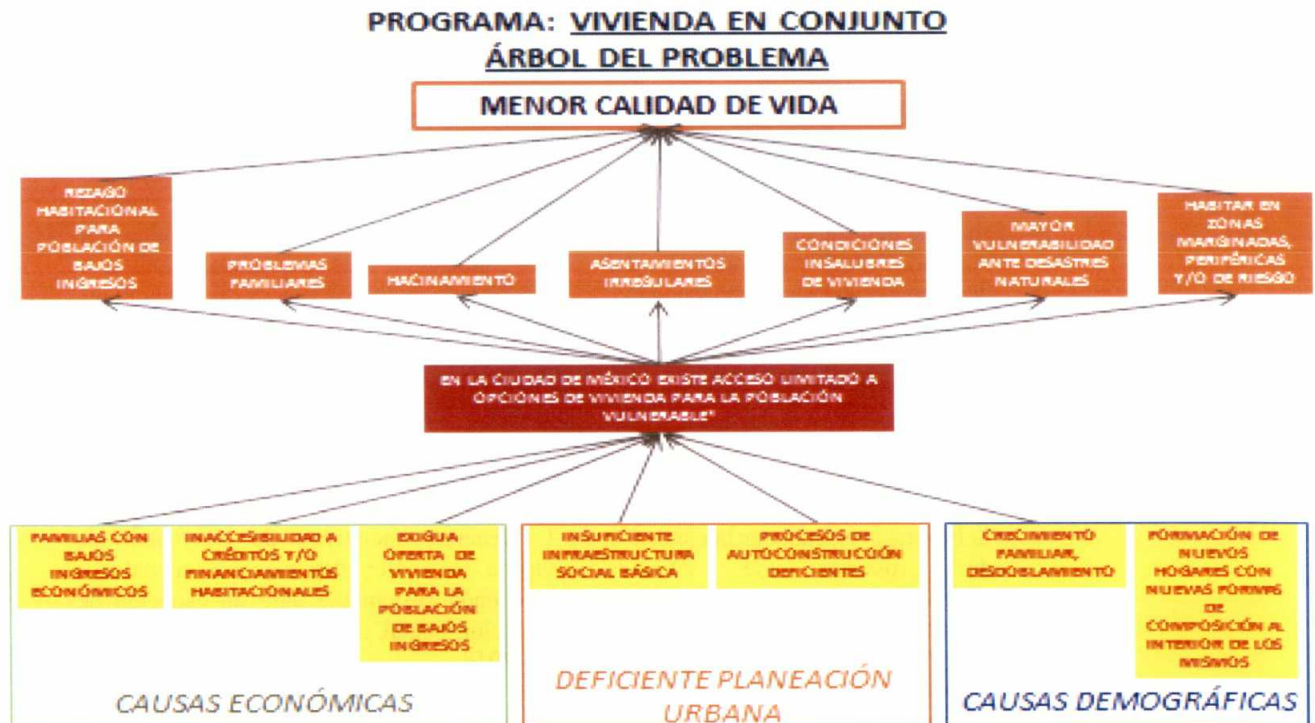 PROGRAMA: VIVIENDA EN CONJUNTO
ÁRBOL DEL PROBLEMA
MENOR CALIDAD DE VIDA
REZAGO
HABITACIONAL
PARA
POBLACIÓN DE
BAJOS
INGRESOS
PROBLEMAS
FAMILIARES
HACINAMIENTO
ASENTAMIENTOS
IRREGULARES
CONDICIONES
INSALUBRES
DE VIVIENDA
MAYOR
VULNERABILIDAD
ANTE DESASTRES
NATURALES
HABITAR EN
ZONAS
MARGINADAS,
PERIFÉRICAS
Y/O DE RIESGO
EN LA CIUDAD DE MÉXICO EXISTE ACCESO LIMITADO A
OPCIONES DE VIVIENDA PARA LA POBLACIÓN
VULNERABLE"
FAMILIAS CON
BAJOS
INGRESOS
ECONÓMICOS
INACCESIBILIDAD A
CRÉDITOS Y/O
FINANCIAMIENTOS
HABITACIONALES
EXIGUA
OFERTA DE
VIVIENDA
PARA LA
POBLACIÓN
DE BAJOS
INGRESOS
CAUSAS ECONÓMICAS
INSUFICIENTE
INFRAESTRUCTURA
SOCIAL BÁSICA
PROCESOS DE
AUTOCONSTRUCCIÓN
DEFICIENTES
DEFICIENTE PLANEACIÓN
URBANA
CRECIMIENTO
FAMILIAR,
DESDOBLAMIENTO
FORMACIÓN DE
NUEVOS
HOGARES CON
NUEVAS FORMAS
DE
COMPOSICIÓN AL
INTERIOR DE LOS
MISMOS
CAUSAS DEMOGRÁFICAS